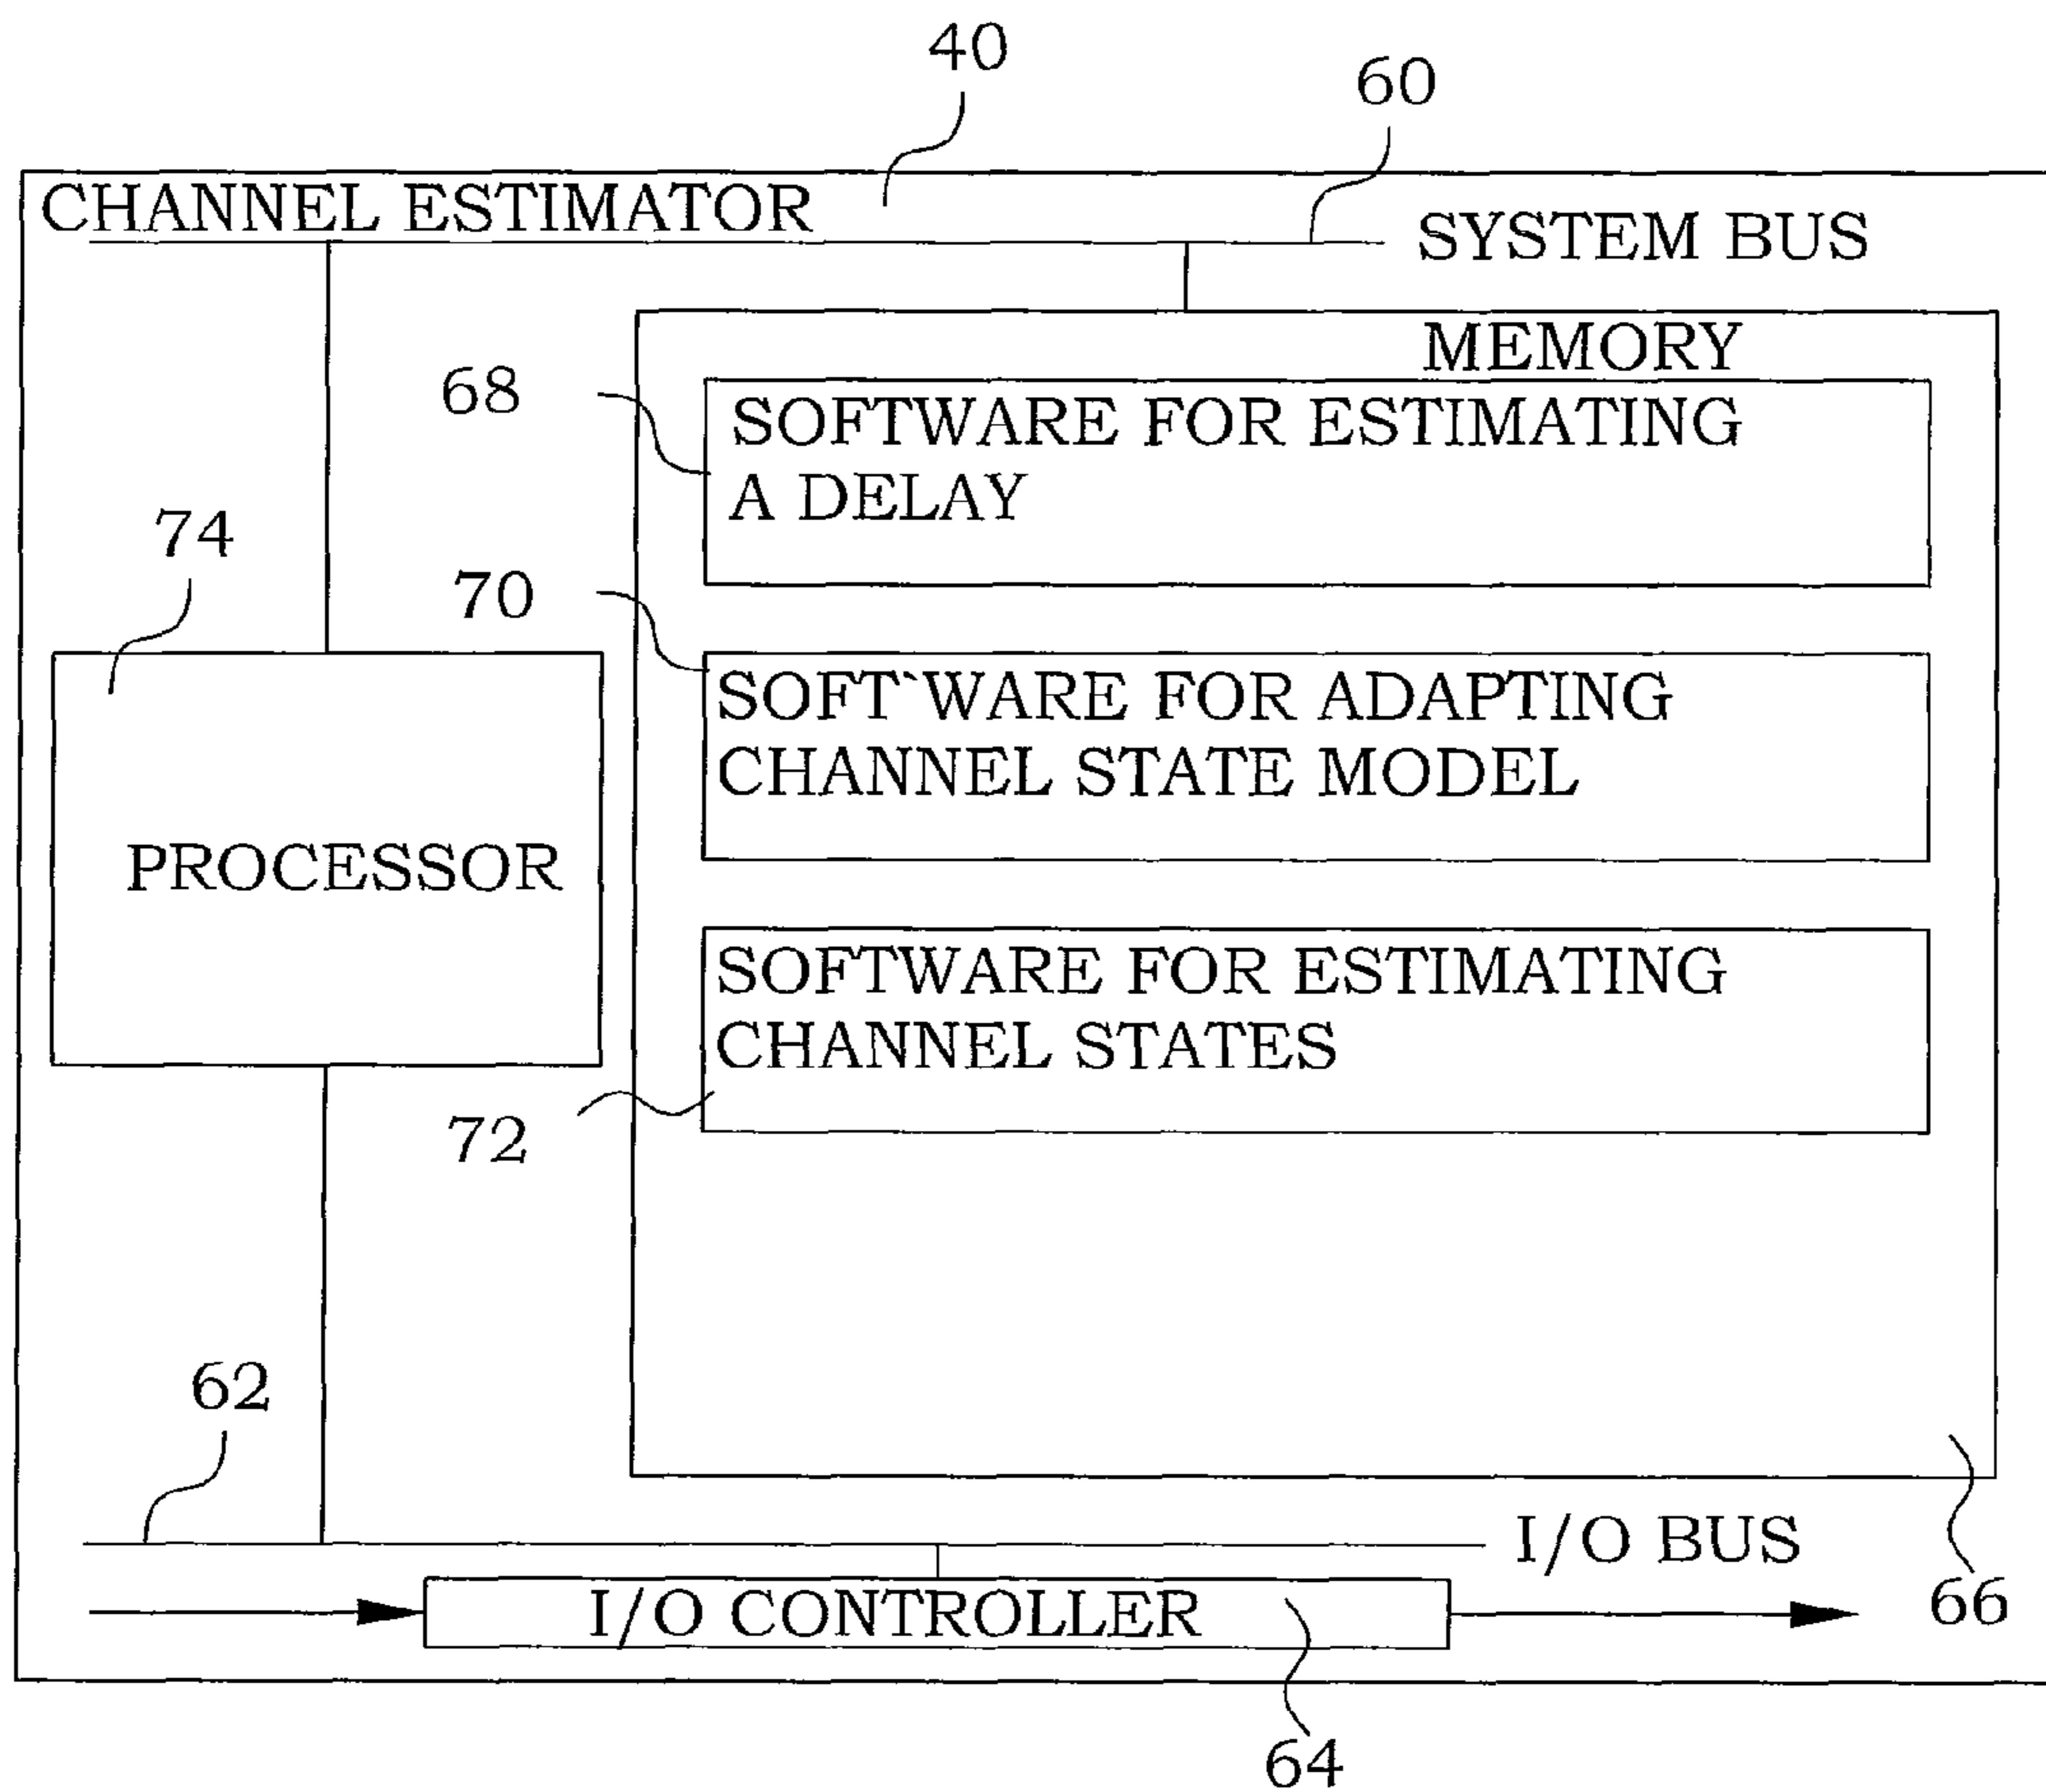 40
60
CHANNEL ESTIMATOR
SYSTEM BUS
MEMORY
68
SOFTWARE FOR ESTIMATING
A DELAY
74
70
SOFT`WARE FOR ADAPTING
CHANNEL STATE MODEL
PROCESSOR
SOFTWARE FOR ESTIMATING
CHANNEL STATES
72
62
I/O BUS
66
I/O CONTROLLER
64